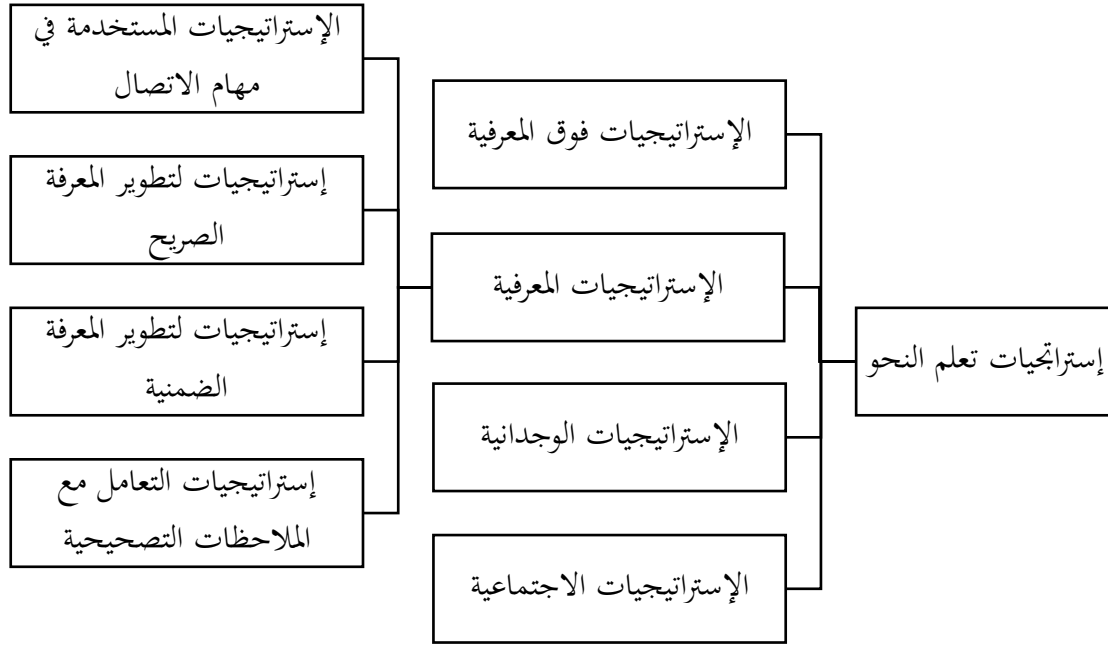 إستراتجيات تعلم النحو
الإستراتيجيات فوق المعرفية
الإستراتيجيات المعرفية
الإستراتيجيات الوجدانية
الإستراتيجيات الاجتماعية
الإستراتيجيات المستخدمة في
مهام الاتصال
إستراتيجيات لتطوير المعرفة
الصريح
إستراتيجيات لتطوير المعرفة
الضمنية
إستراتيجيات التعامل مع
الملاحظات التصحيحية